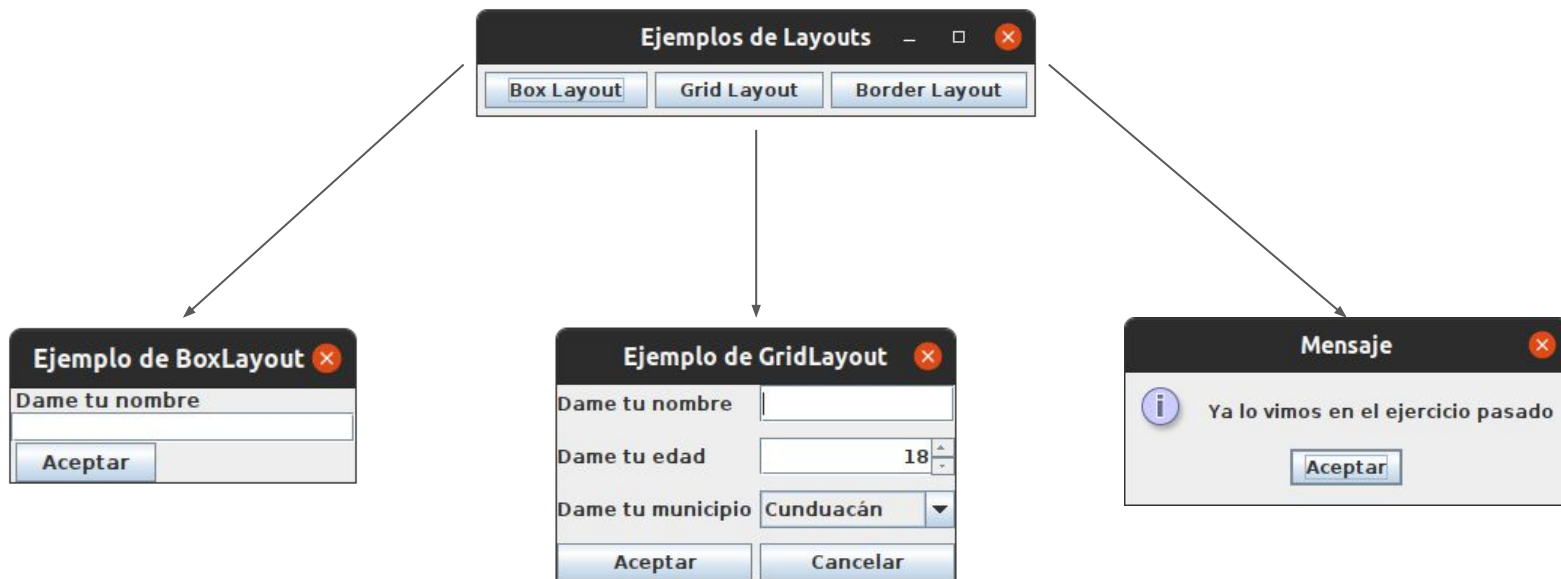 Ejemplos de Layouts
Box Layout Grid Layout Border Layout
Ejemplo de BoxLayout
Dame tu nombre
Aceptar
Ejemplo de GridLayout
Dame tu nombre
Dame tu edad 18
Dame tu municipio Cunduacán
Aceptar Cancelar
Mensaje
i Ya lo vimos en el ejercicio pasado
Aceptar